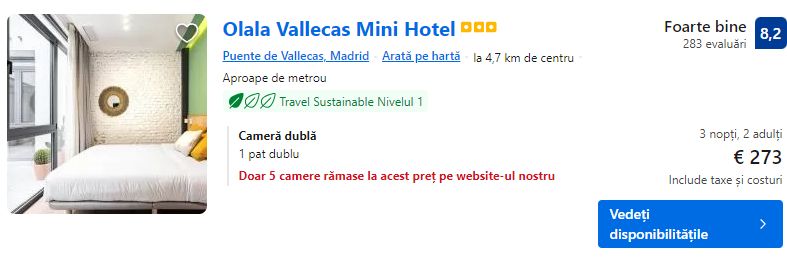 Olala Vallecas Mini Hotel
Foarte bine
283 evaluări
8,2
Puente de Vallecas, Madrid · Arată pe hartă · la 4,7 km de centru ·
Aproape de metrou
Travel Sustainable Nivelul 1
Cameră dublă
1 pat dublu
Doar 5 camere rămase la acest preț pe website-ul nostru
3 nopți, 2 adulți
€ 273
Include taxe și costuri
Vedeți
disponibilitățile